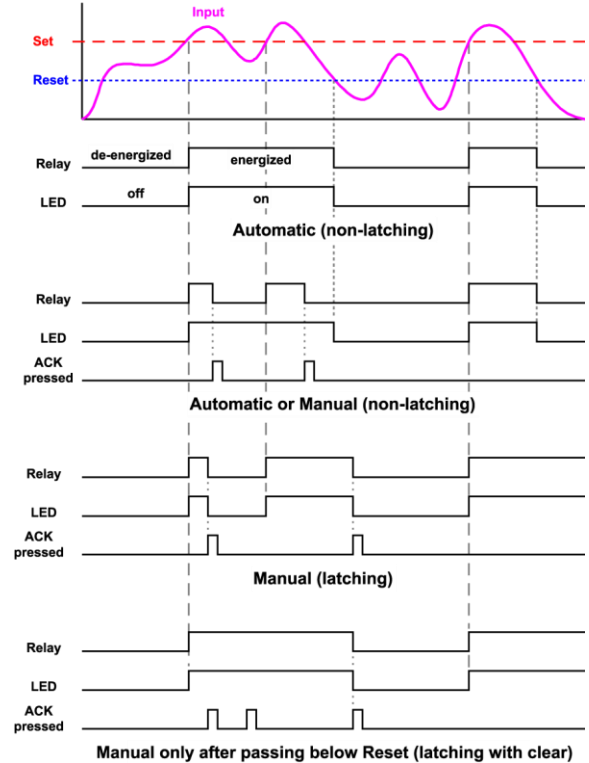 Input
Set
Reset
de-energized
energized
Relay
off
on
LED
Automatic (non-latching)
Relay
LED
ACK
pressed
Automatic or Manual (non-latching)
Relay
LED
ACK
pressed
Manual (latching)
Relay
LED
ACK
pressed
Manual only after passing below Reset (latching with clear)